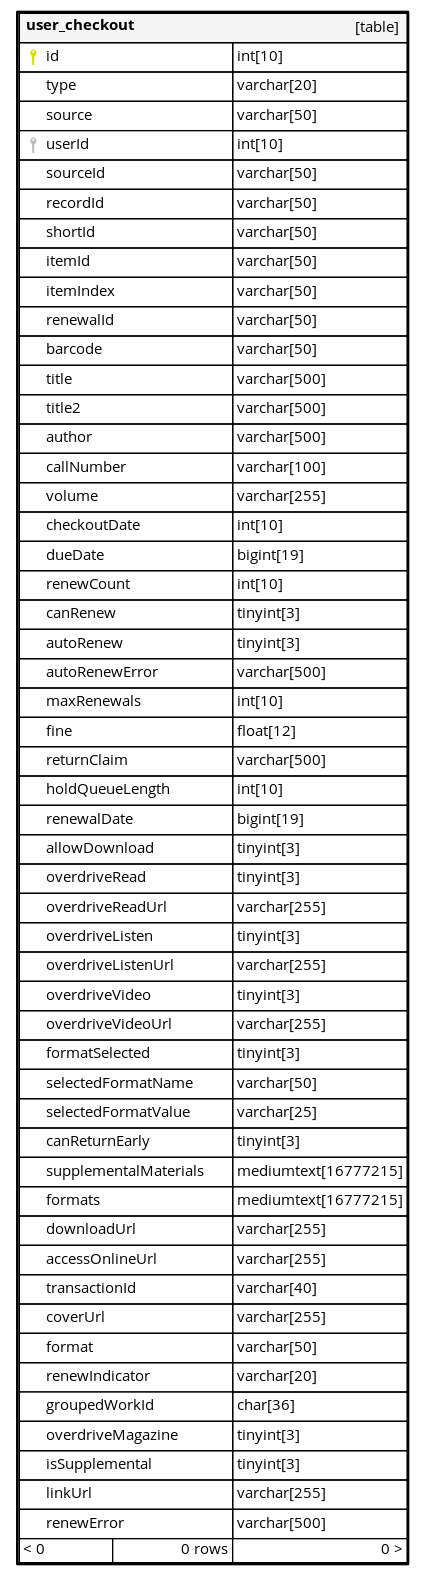 user_checkout [table]
id int[10]
type varchar[20]
source varchar[50]
userId int[10]
sourceId varchar[50]
recordId varchar[50]
shortId varchar[50]
itemId varchar[50]
itemIndex varchar[50]
renewalId varchar[50]
barcode varchar[50]
title varchar[500]
title2 varchar[500]
author varchar[500]
callNumber varchar[100]
volume varchar[255]
checkoutDate int[10]
dueDate bigint[19]
renewCount int[10]
canRenew tinyint[3]
autoRenew tinyint[3]
autoRenewError varchar[500]
maxRenewals int[10]
fine float[12]
returnClaim varchar[500]
holdQueueLength int[10]
renewalDate bigint[19]
allowDownload tinyint[3]
overdriveRead tinyint[3]
overdriveReadUrl varchar[255]
overdriveListen tinyint[3]
overdriveListenUrl varchar[255]
overdriveVideo tinyint[3]
overdriveVideoUrl varchar[255]
formatSelected tinyint[3]
selectedFormatName varchar[50]
selectedFormatValue varchar[25]
canReturnEarly tinyint[3]
supplementalMaterials mediumtext[16777215]
formats mediumtext[16777215]
downloadUrl varchar[255]
accessOnlineUrl varchar[255]
transactionId varchar[40]
coverUrl varchar[255]
format varchar[50]
renewIndicator varchar[20]
groupedWorkId char[36]
overdriveMagazine tinyint[3]
isSupplemental tinyint[3]
linkUrl varchar[255]
renewError varchar[500]
< 0 0 rows 0 >